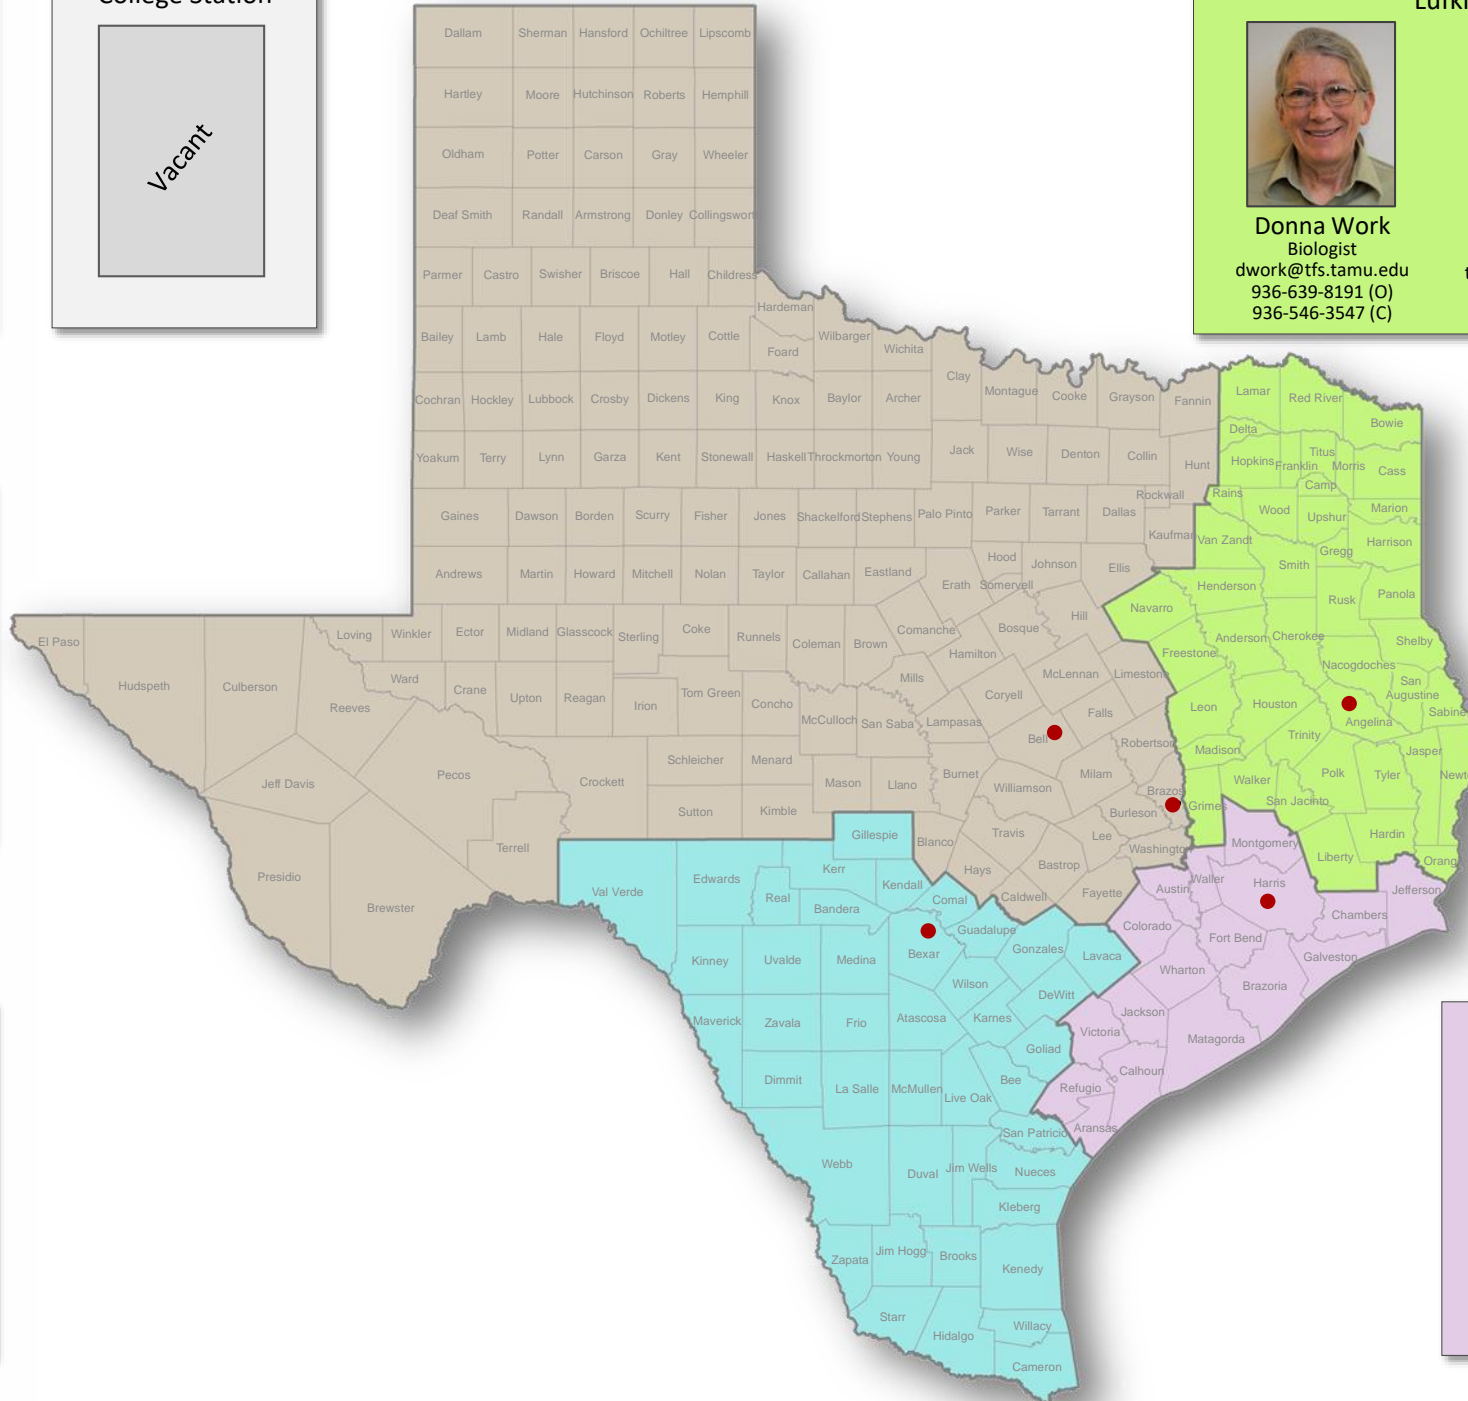 College Station
Vacant
Donna Work
Biologist
dwork@tfs.tamu.edu
936-639-8191 (O)
936-546-3547 (C)
Dallam Sherman Hansford Ochiltree Lipscomb
Hartley Moore Hutchinson Roberts Hemphill
Oldham Potter Carson Gray Wheeler
Deaf Smith Randall Armstrong Donley Collingswor
Parmer Castro Swisher Briscoe Hall Childress
Hardeman
Bailey Lamb Hale Floyd Motley Cottle Foard Wilbarger Wichita
Clay Montague Cooke Grayson Fannin Lamar Red River Bowie
Cochran Hockley Lubbock Crosby Dickens King Knox Baylor Archer
Delta Hopkins Franklin Titus Morris Cass
Yoakum Terry Lynn Garza Kent Stonewall Haskell Throckmorton Young Jack Wise Denton Collin Hunt
Rockwall Rains Camp Wood Upshur Marion
Gaines Dawson Borden Scurry Fisher Jones Shackelford Stephens Palo Pinto Parker Tarrant Dallas Kaufman Van Zandt
Gregg Harrison Smith
Andrews Martin Howard Mitchell Nolan Taylor Callahan Eastland Erath Hood Somervell Johnson Ellis Henderson Rusk Panola
Navarro Hill Bosque
El Paso Hudspeth Culberson Loving Winkler Ector Midland Glasscock Sterling Coke Runnels Coleman Brown Comanche Hamilton
Freestone Anderson Cherokee Nacogdoches Shelby
Reeves Ward Crane Upton Reagan Irion Tom Green Concho McCulloch San Saba Mills Lampasas Coryell McLennan Limestone
Leon Houston Angelina San Augustine Sabine
Falls Bell Robertson Madison Trinity Polk Tyler Jasper Newt
Jeff Davis Pecos Crockett Schleicher Menard Mason Llano Burnet Williamson Milam Brazos Grimes Walker San Jacinto
Presidio Brewster Terrell Sutton Kimble Gillespie Blanco Travis Lee Burleson Washington Montgomery Liberty Hardin Orang
Val Verde Edwards Real Kerr Kendall Bandera Comal Hays Caldwell Bastrop Fayette Austin Waller Harris Chambers Jefferson
Kinney Uvalde Medina Bexar Guadalupe Gonzales Lavaca Colorado Fort Bend Galveston
Wilson DeWitt Wharton Brazoria
Maverick Zavala Frio Atascosa Karnes Goliad Victoria Jackson Matagorda
Dimmit La Salle McMullen Live Oak Bee Refugio Calhoun
Webb Duval Jim Wells San Patricio Nueces Aransas
Kleberg
Zapata Jim Hogg Brooks Kenedy
Starr Hidalgo Willacy
Cameron